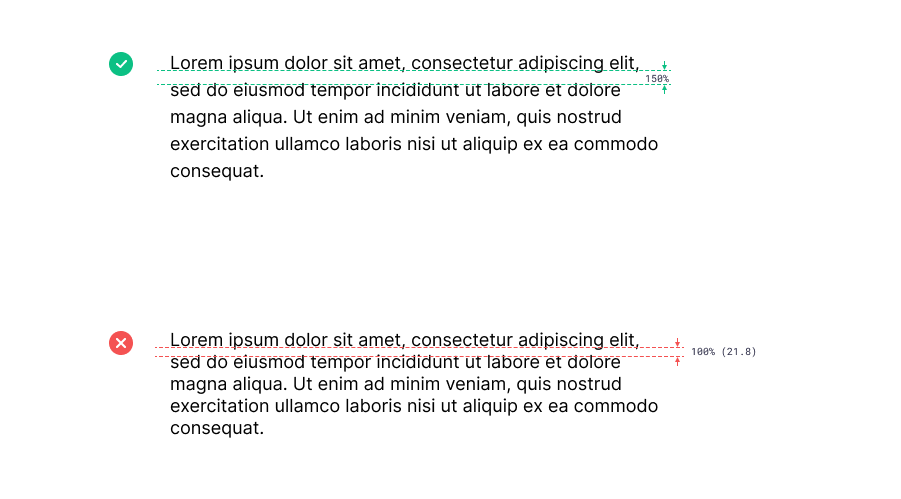 Lorem ipsum dolor sit amet, consectetur adipiscing elit,
150%
sed do eiusmod tempor incididunt ut labore et dolore
magna aliqua. Ut enim ad minim veniam, quis nostrud
exercitation ullamco laboris nisi ut aliquip ex ea commodo
consequat.
Lorem ipsum dolor sit amet, consectetur adipiscing elit,
100% (21.8)
sed do eiusmod tempor incididunt ut labore et dolore
magna aliqua. Ut enim ad minim veniam, quis nostrud
exercitation ullamco laboris nisi ut aliquip ex ea commodo
consequat.